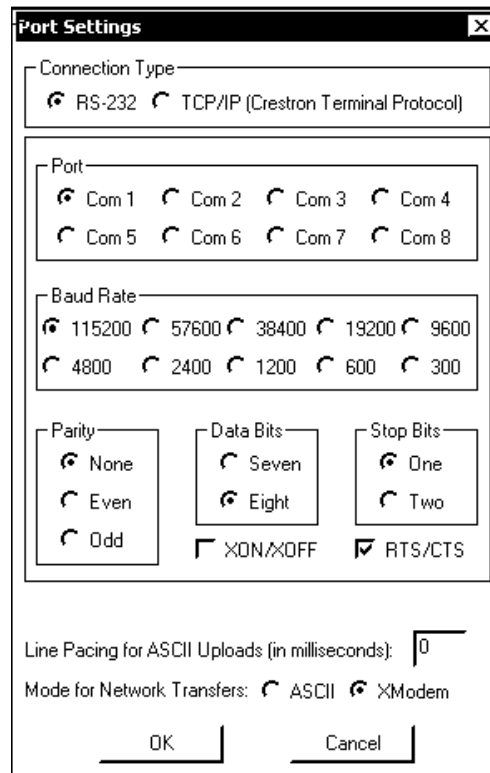 Port Settings
Connection Type
RS-232 TCP/IP (Crestron Terminal Protocol)
Port
Com 1 Com 2 Com 3 Com 4
Com 5 Com 6 Com 7 Com 8
Baud Rate
115200 57600 38400 19200 9600
4800 2400 1200 600 300
Parity Data Bits Stop Bits
None Seven One
Even Eight Two
Odd XON/XOFF RTS/CTS
Line Pacing for ASCII Uploads (in milliseconds): 0
Mode for Network Transfers: ASCII XModem
OK Cancel